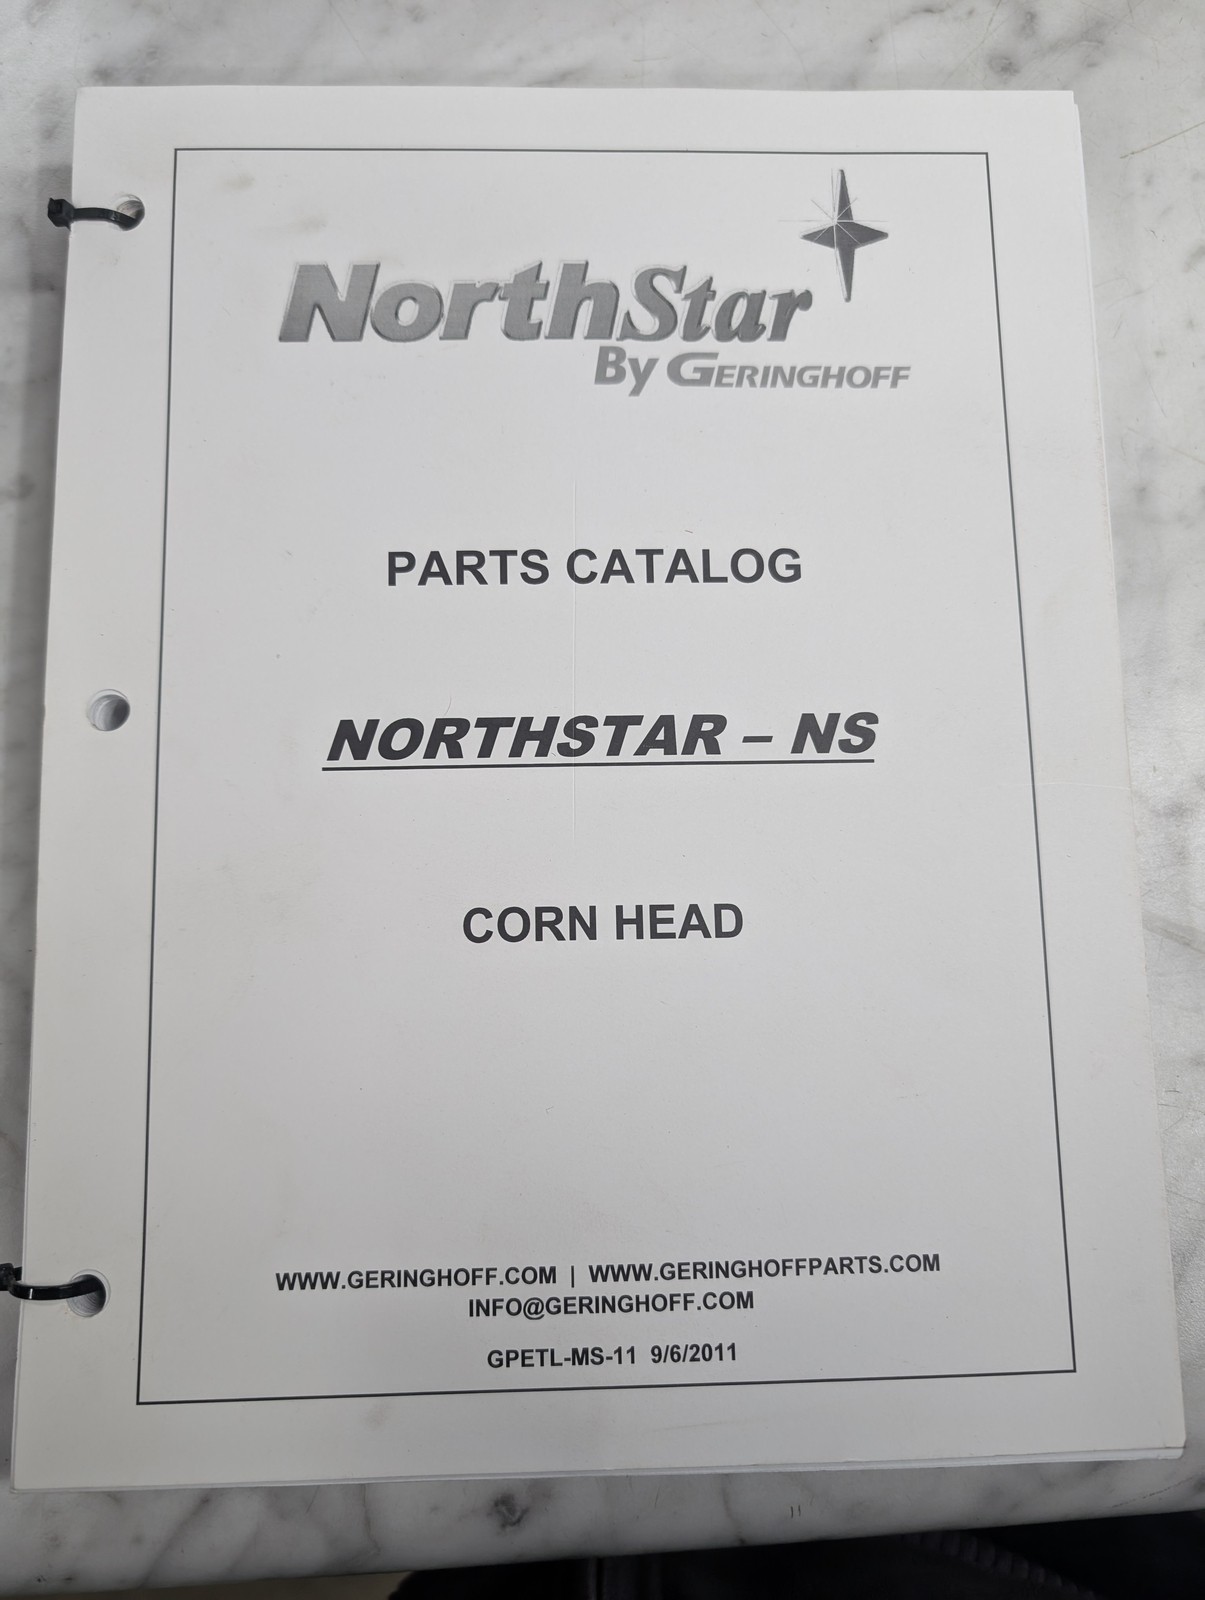 NorthStar
By GERINGHOFF
PARTS CATALOG
NORTHSTAR – NS
CORN HEAD
WWW.GERINGHOFF.COM | WWW.GERINGHOFFPARTS.COM
INFO@GERINGHOFF.COM
GPETL-MS-11 9/6/2011